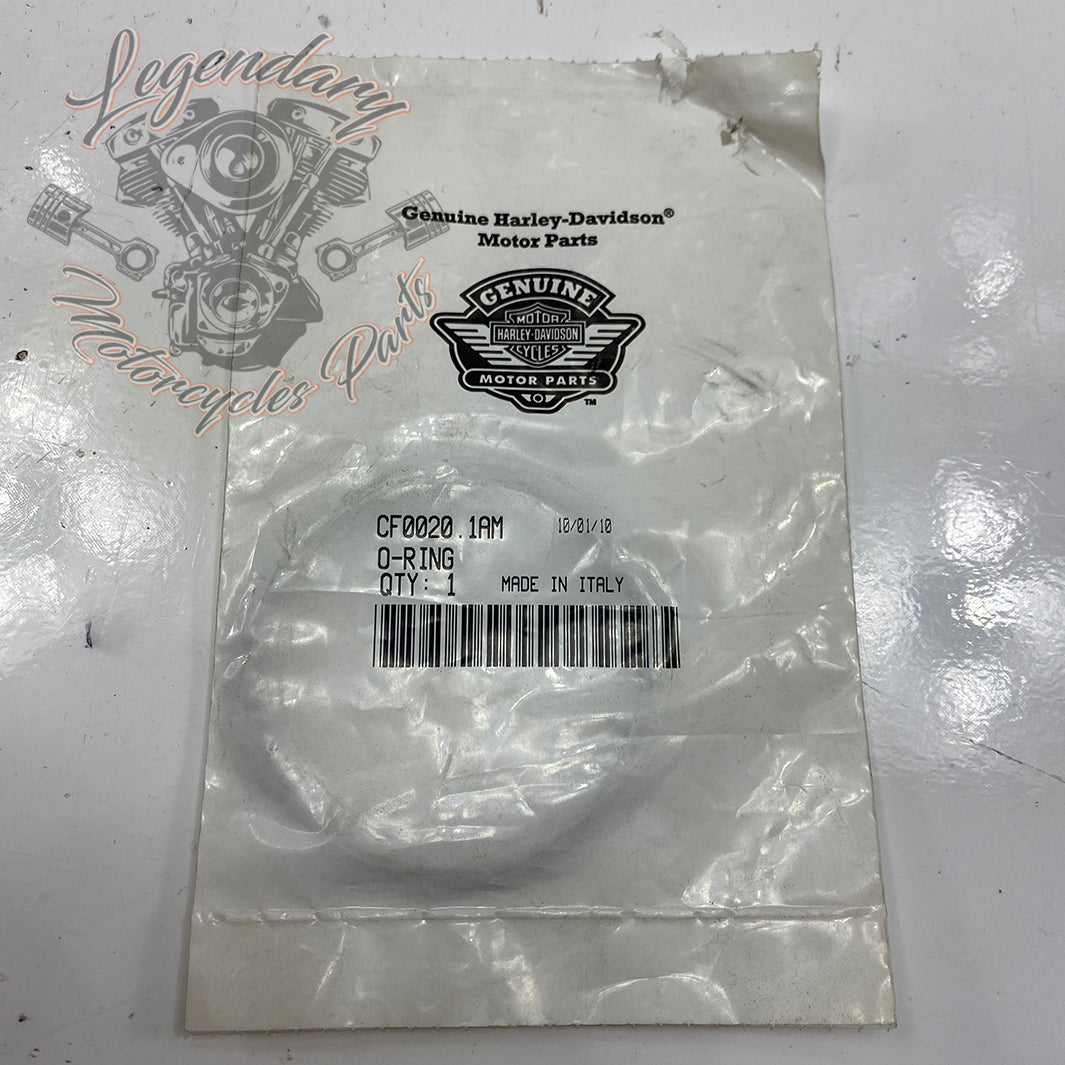 Legendary
Motorcycles Parts
Genuine Harley-Davidson®
Motor Parts
GENUINE
MOTOR
HARLEY-DAVIDSON
CYCLES
MOTOR PARTS
™
CF0020.1AM 10/01/10
O-RING
QTY: 1 MADE IN ITALY